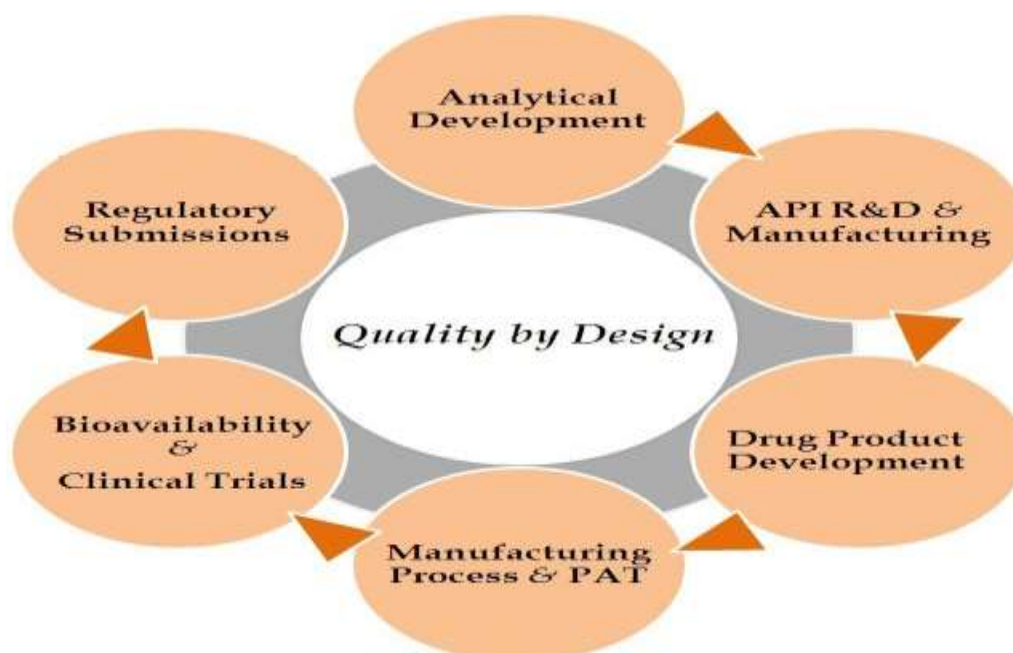 Analytical
Development
API R&D &
Manufacturing
Drug Product
Development
Manufacturing
Process & PAT
Bioavailability
&
Clinical Trials
Regulatory
Submissions
Quality by Design